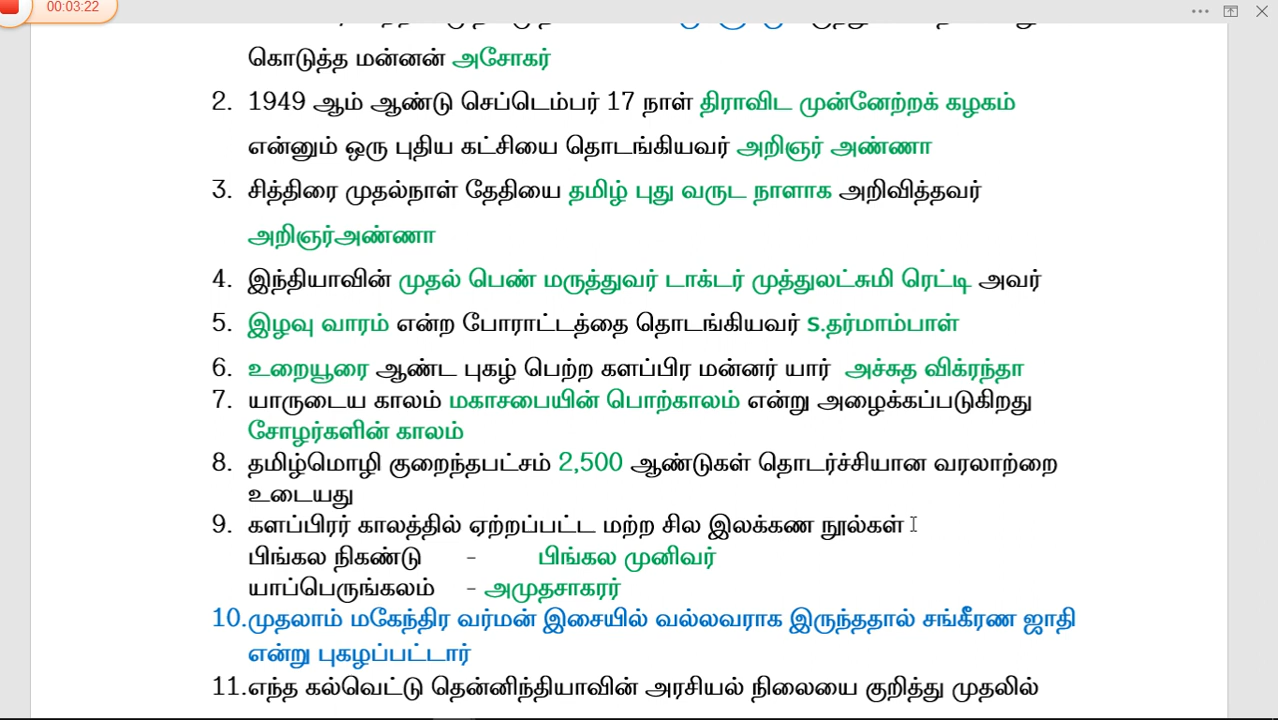 00:03:22
கொடுத்த மன்னன் அசோகர்
2. 1949 ஆம் ஆண்டு செப்டெம்பர் 17 நாள் திராவிட முன்னேற்றக் கழகம்
என்னும் ஒரு புதிய கட்சியை தொடங்கியவர் அறிஞர் அண்ணா
3. சித்திரை முதல்நாள் தேதியை தமிழ் புது வருட நாளாக அறிவித்தவர்
அறிஞர்அண்ணா
4. இந்தியாவின் முதல் பெண் மருத்துவர் டாக்டர் முத்துலட்சுமி ரெட்டி அவர்
5. இழவு வாரம் என்ற போராட்டத்தை தொடங்கியவர் S.தர்மாம்பாள்
6. உறையூரை ஆண்ட புகழ் பெற்ற களப்பிர மன்னர் யார் அச்சுத விக்ரந்தா
7. யாருடைய காலம் மகாசபையின் பொற்காலம் என்று அழைக்கப்படுகிறது
சோழர்களின் காலம்
8. தமிழ்மொழி குறைந்தபட்சம் 2,500 ஆண்டுகள் தொடர்ச்சியான வரலாற்றை
உடையது
9. களப்பிரர் காலத்தில் ஏற்றப்பட்ட மற்ற சில இலக்கண நூல்கள்
பிங்கல நிகண்டு - பிங்கல முனிவர்
யாப்பெருங்கலம் - அமுதசாகரர்
10.முதலாம் மகேந்திர வர்மன் இசையில் வல்லவராக இருந்ததால் சங்கீரண ஜாதி
என்று புகழப்பட்டார்
11.எந்த கல்வெட்டு தென்னிந்தியாவின் அரசியல் நிலையை குறித்து முதலில்